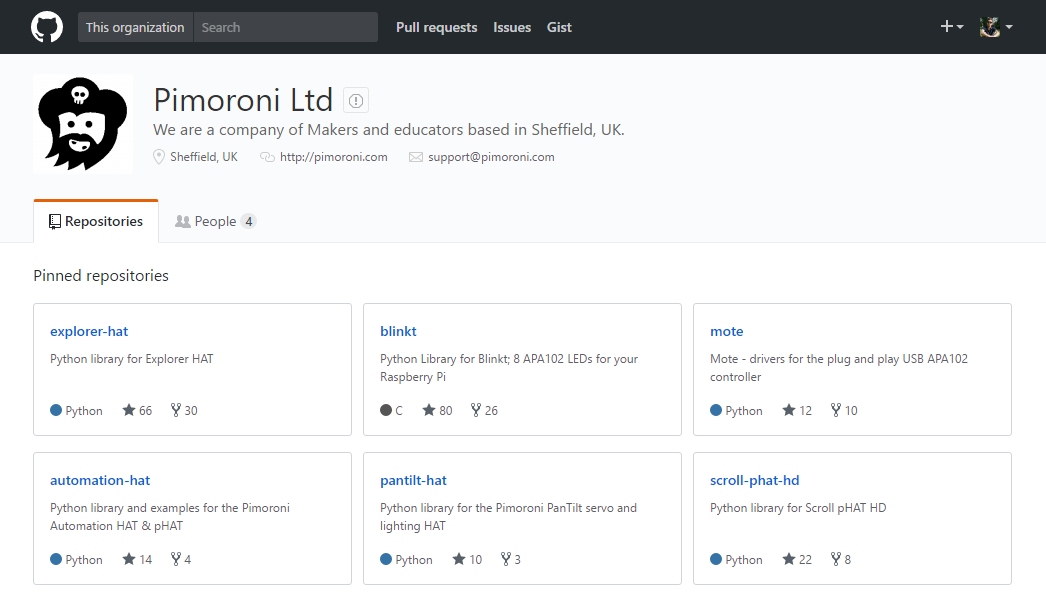 This organization Search Pull requests Issues Gist
Pimoroni Ltd
We are a company of Makers and educators based in Sheffield, UK.
Sheffield, UK http://pimoroni.com support@pimoroni.com
Repositories People 4
Pinned repositories
explorer-hat
Python library for Explorer HAT
Python 66 30
blinkt
Python Library for Blinkt; 8 APA102 LEDs for your
Raspberry Pi
C 80 26
mote
Mote - drivers for the plug and play USB APA102
controller
Python 12 10
automation-hat
Python library and examples for the Pimoroni
Automation HAT & pHAT
Python 14 4
pantilt-hat
Python library for the Pimoroni PanTilt servo and
lighting HAT
Python 10 3
scroll-phat-hd
Python library for Scroll pHAT HD
Python 22 8